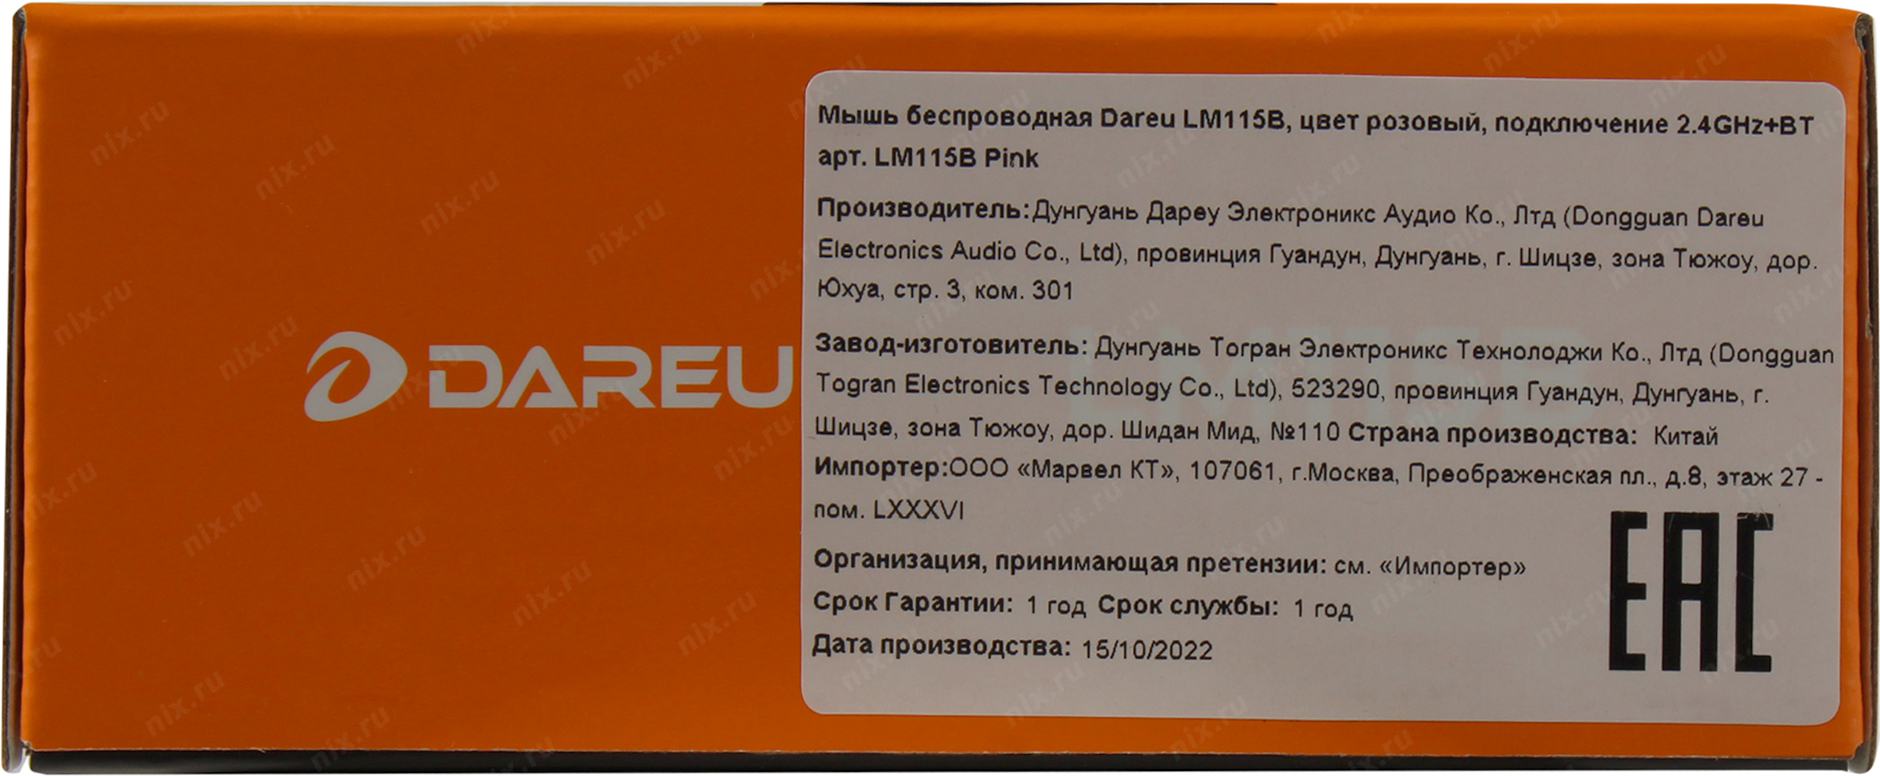 DAREU
Мышь беспроводная Dareu LM115B, цвет розовый, подключение 2.4GHz+BT
арт. LM115B Pink
Производитель:Дунгуань Дареу Электроникс Аудио Ко., Лтд (Dongguan Dareu
Electronics Audio Co., Ltd), провинция Гуандун, Дунгуань, г. Шицзе, зона Тюжоу, дор.
Юхуа, стр. 3, ком. 301
LM115B
Завод-изготовитель: Дунгуань Тогран Электроникс Технолоджи Ко., Лтд (Dongguan
Togran Electronics Technology Co., Ltd), 523290, провинция Гуандун, Дунгуань, г.
Шицзе, зона Тюжоу, дор. Шидан Мид, №110 Страна производства: Китай
Импортер:ООО «Марвел КТ», 107061, г.Москва, Преображенская пл., д.8, этаж 27 -
пом. LXXXVI
Организация, принимающая претензии: см. «Импортер»
Срок Гарантии: 1 год Срок службы: 1 год
Дата производства: 15/10/2022
EAC
nix.ru